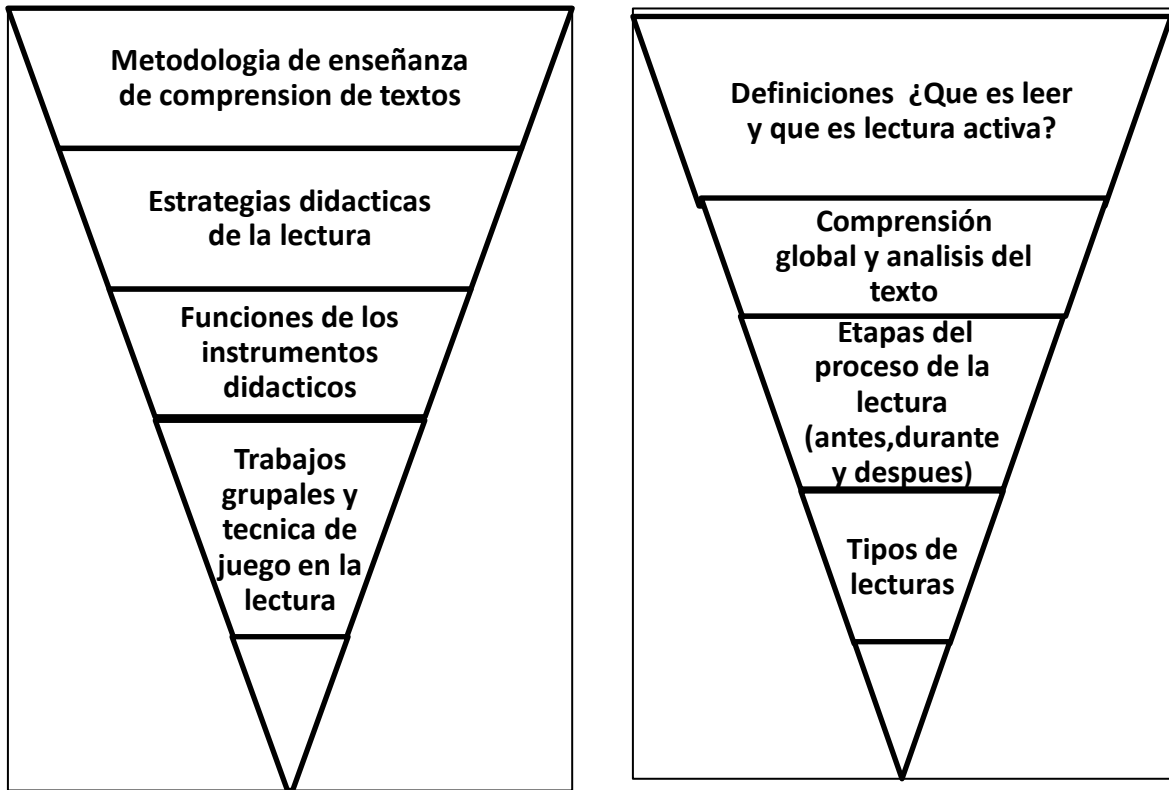 Metodologia de enseñanza
de comprension de textos
Estrategias didacticas
de la lectura
Funciones de los
instrumentos
didacticos
Trabajos
grupales y
tecnica de
juego en la
lectura
Definiciones ¿Que es leer
y que es lectura activa?
Comprensión
global y analisis del
texto
Etapas del
proceso de la
lectura
(antes,durante
y despues)
Tipos de
lecturas